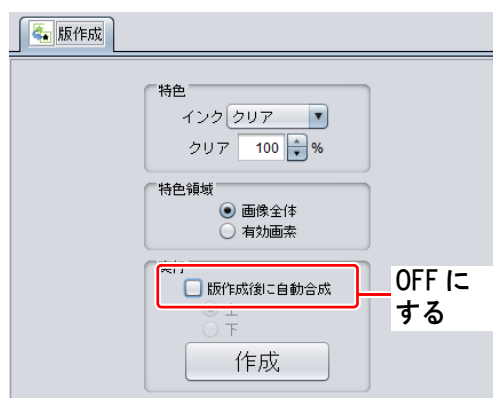 版作成
特色
インク クリア
クリア 100 %
特色領域
画像全体
有効画素
実行
版作成後に自動合成
上
下
作成
OFF に
する